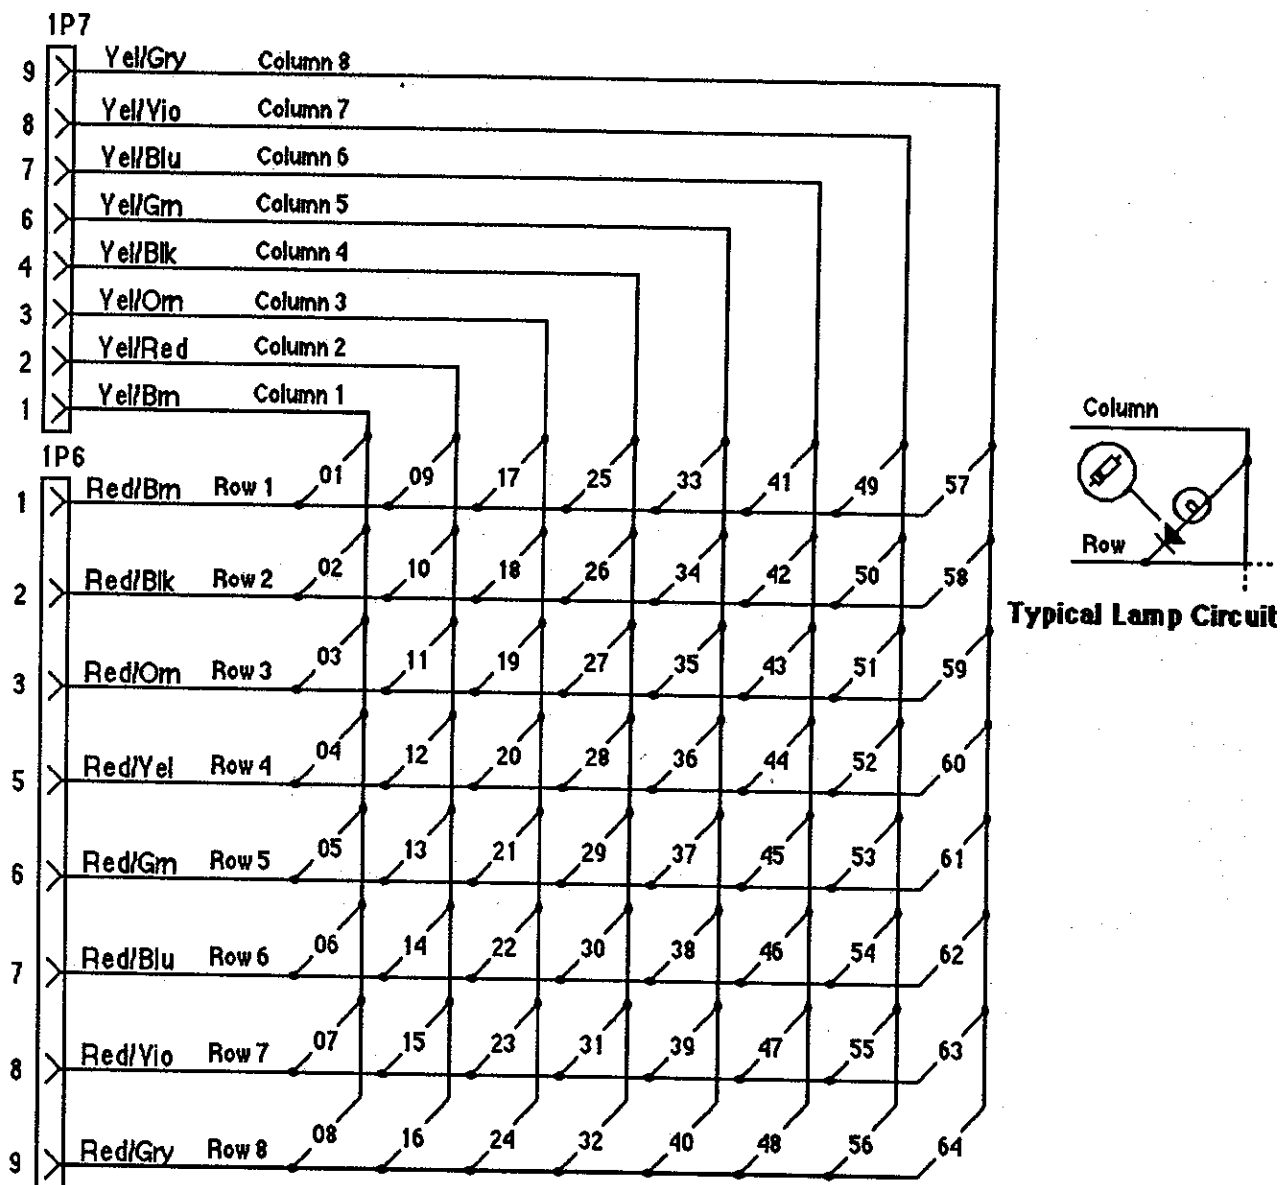 1P7
9 Yel/Gry Column 8
8 Yel/Vio Column 7
7 Yel/Blu Column 6
6 Yel/Grn Column 5
4 Yel/Blk Column 4
3 Yel/Orn Column 3
2 Yel/Red Column 2
1 Yel/Brn Column 1
1P6
1 Red/Brn Row 1 01 09 17 25 33 41 49 57
2 Red/Blk Row 2 02 10 18 26 34 42 50 58
3 Red/Orn Row 3 03 11 19 27 35 43 51 59
5 Red/Yel Row 4 04 12 20 28 36 44 52 60
6 Red/Grn Row 5 05 13 21 29 37 45 53 61
7 Red/Blu Row 6 06 14 22 30 38 46 54 62
8 Red/Vio Row 7 07 15 23 31 39 47 55 63
9 Red/Gry Row 8 08 16 24 32 40 48 56 64
Column
Row
Typical Lamp Circuit